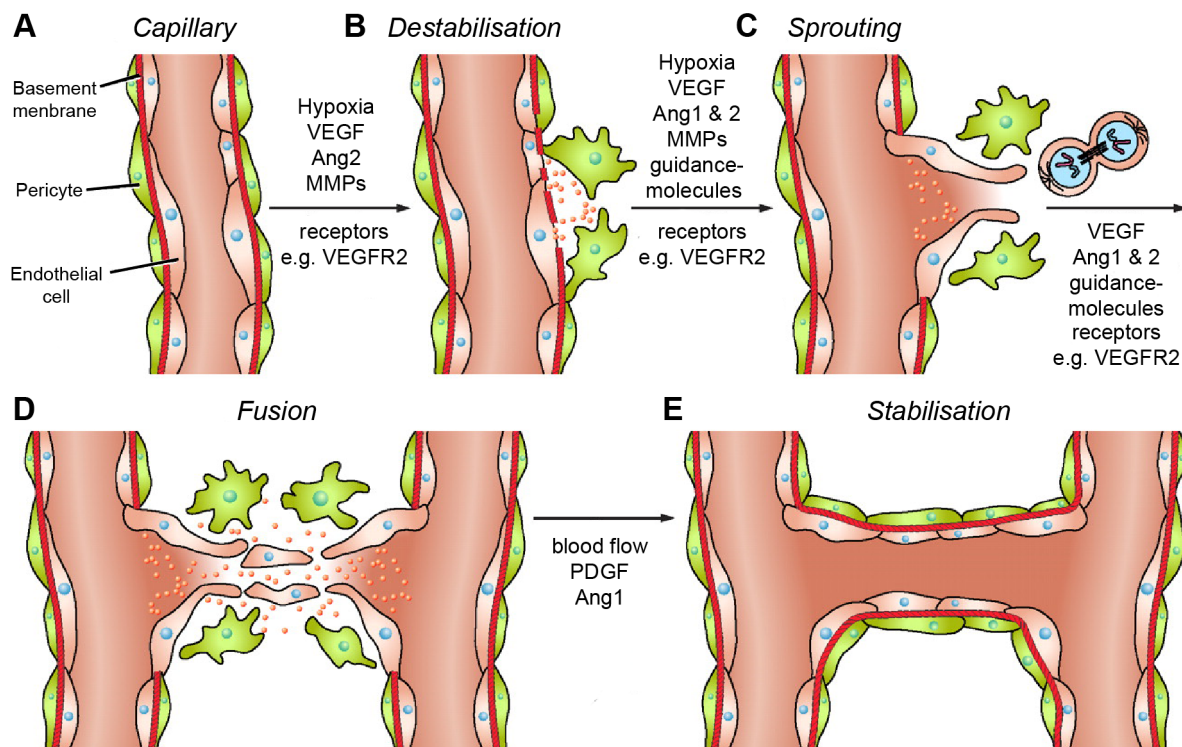 A
Capillary
B
Destabilisation
C
Sprouting
Basement
menbrane
Pericyte
Endothelial
cell
Hypoxia
VEGF
Ang2
MMPs
receptors
e.g. VEGFR2
Hypoxia
VEGF
Ang1 & 2
MMPs
guidance-
molecules
receptors
e.g. VEGFR2
VEGF
Ang1 & 2
guidance-
molecules
receptors
e.g. VEGFR2
D
Fusion
E
Stabilisation
blood flow
PDGF
Ang1